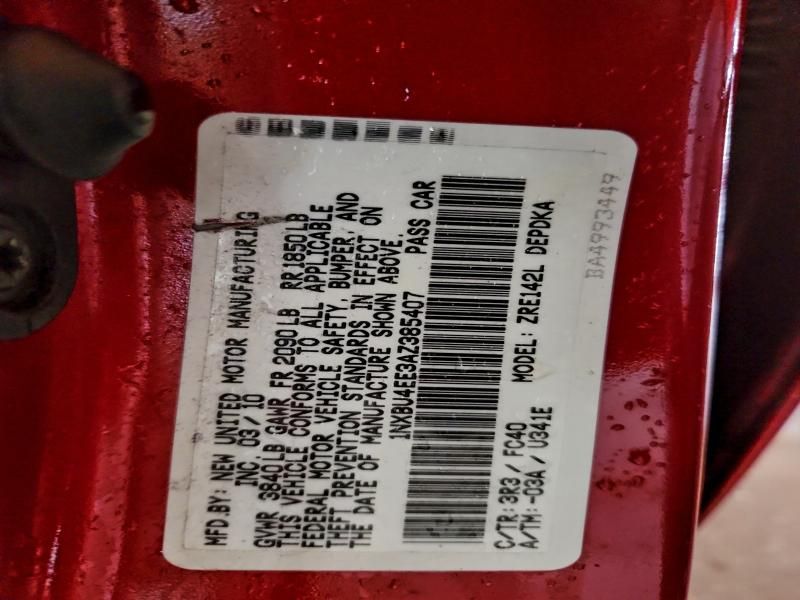 MFD.BY: NEW UNITED MOTOR MANUFACTURING
INC 03/10
GVWR 3840LB GAWR FR 2090LB RR 1850LB
THIS VEHICLE CONFORMS TO ALL APPLICABLE
FEDERAL MOTOR VEHICLE SAFETY, BUMPER, AND
THEFT PREVENTION STANDARDS IN EFFECT ON
THE DATE OF MANUFACTURE SHOWN ABOVE.
1NXBU4EE3AZ365407 PASS CAR
C/TR: 3R3 / FC40 MODEL: ZRE142L DEPDKA
A/TM: -03A / U341E
BA4993449